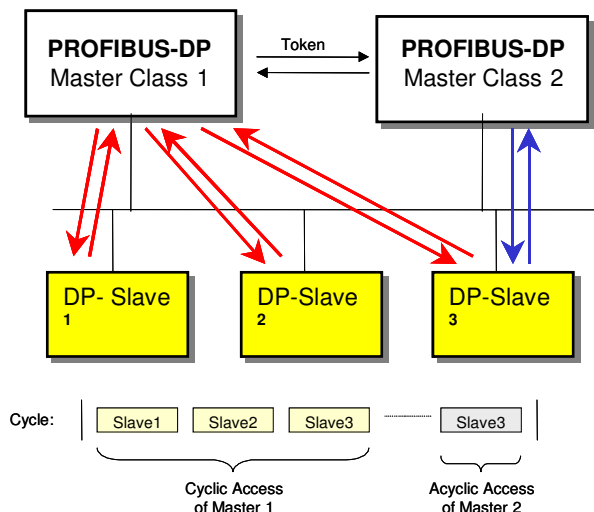 PROFIBUS-DP
Master Class 1
Token
PROFIBUS-DP
Master Class 2
DP- Slave
1
DP-Slave
2
DP-Slave
3
Cycle:
Slave1
Slave2
Slave3
Slave3
Cyclic Access
of Master 1
Acyclic Access
of Master 2